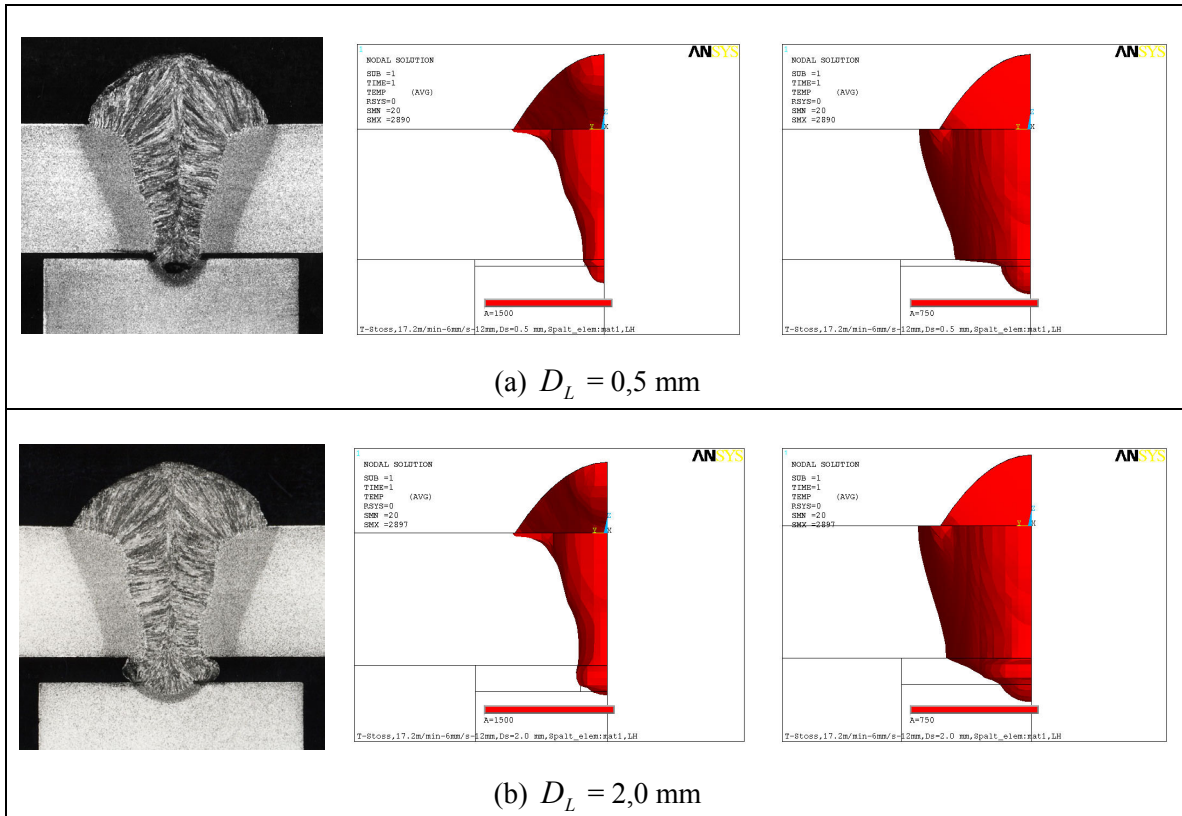 1
ANSYS
NODAL SOLUTION
SUB =1
TIME=1
TEMP (AVG)
RSYS=0
SMN =20
SMX =2890
Z
Y X
A=1500
T-Stoss,17.2m/min-6mm/s-12mm,Ds=0.5 mm,Spalt_elem:mat1,LH
1
ANSYS
NODAL SOLUTION
SUB =1
TIME=1
TEMP (AVG)
RSYS=0
SMN =20
SMX =2890
Z
Y X
A=750
T-Stoss,17.2m/min-6mm/s-12mm,Ds=0.5 mm,Spalt_elem:mat1,LH
(a) D_L = 0,5 mm
1
ANSYS
NODAL SOLUTION
SUB =1
TIME=1
TEMP (AVG)
RSYS=0
SMN =20
SMX =2897
Z
Y X
A=1500
T-Stoss,17.2m/min-6mm/s-12mm,Ds=2.0 mm,Spalt_elem:mat1,LH
ANSYS
NODAL SOLUTION
SUB =1
TIME=1
TEMP (AVG)
RSYS=0
SMN =20
SMX =2897
Z
Y X
A=750
T-Stoss,17.2m/min-6mm/s-12mm,Ds=2.0 mm,Spalt_elem:mat1,LH
(b) D_L = 2,0 mm